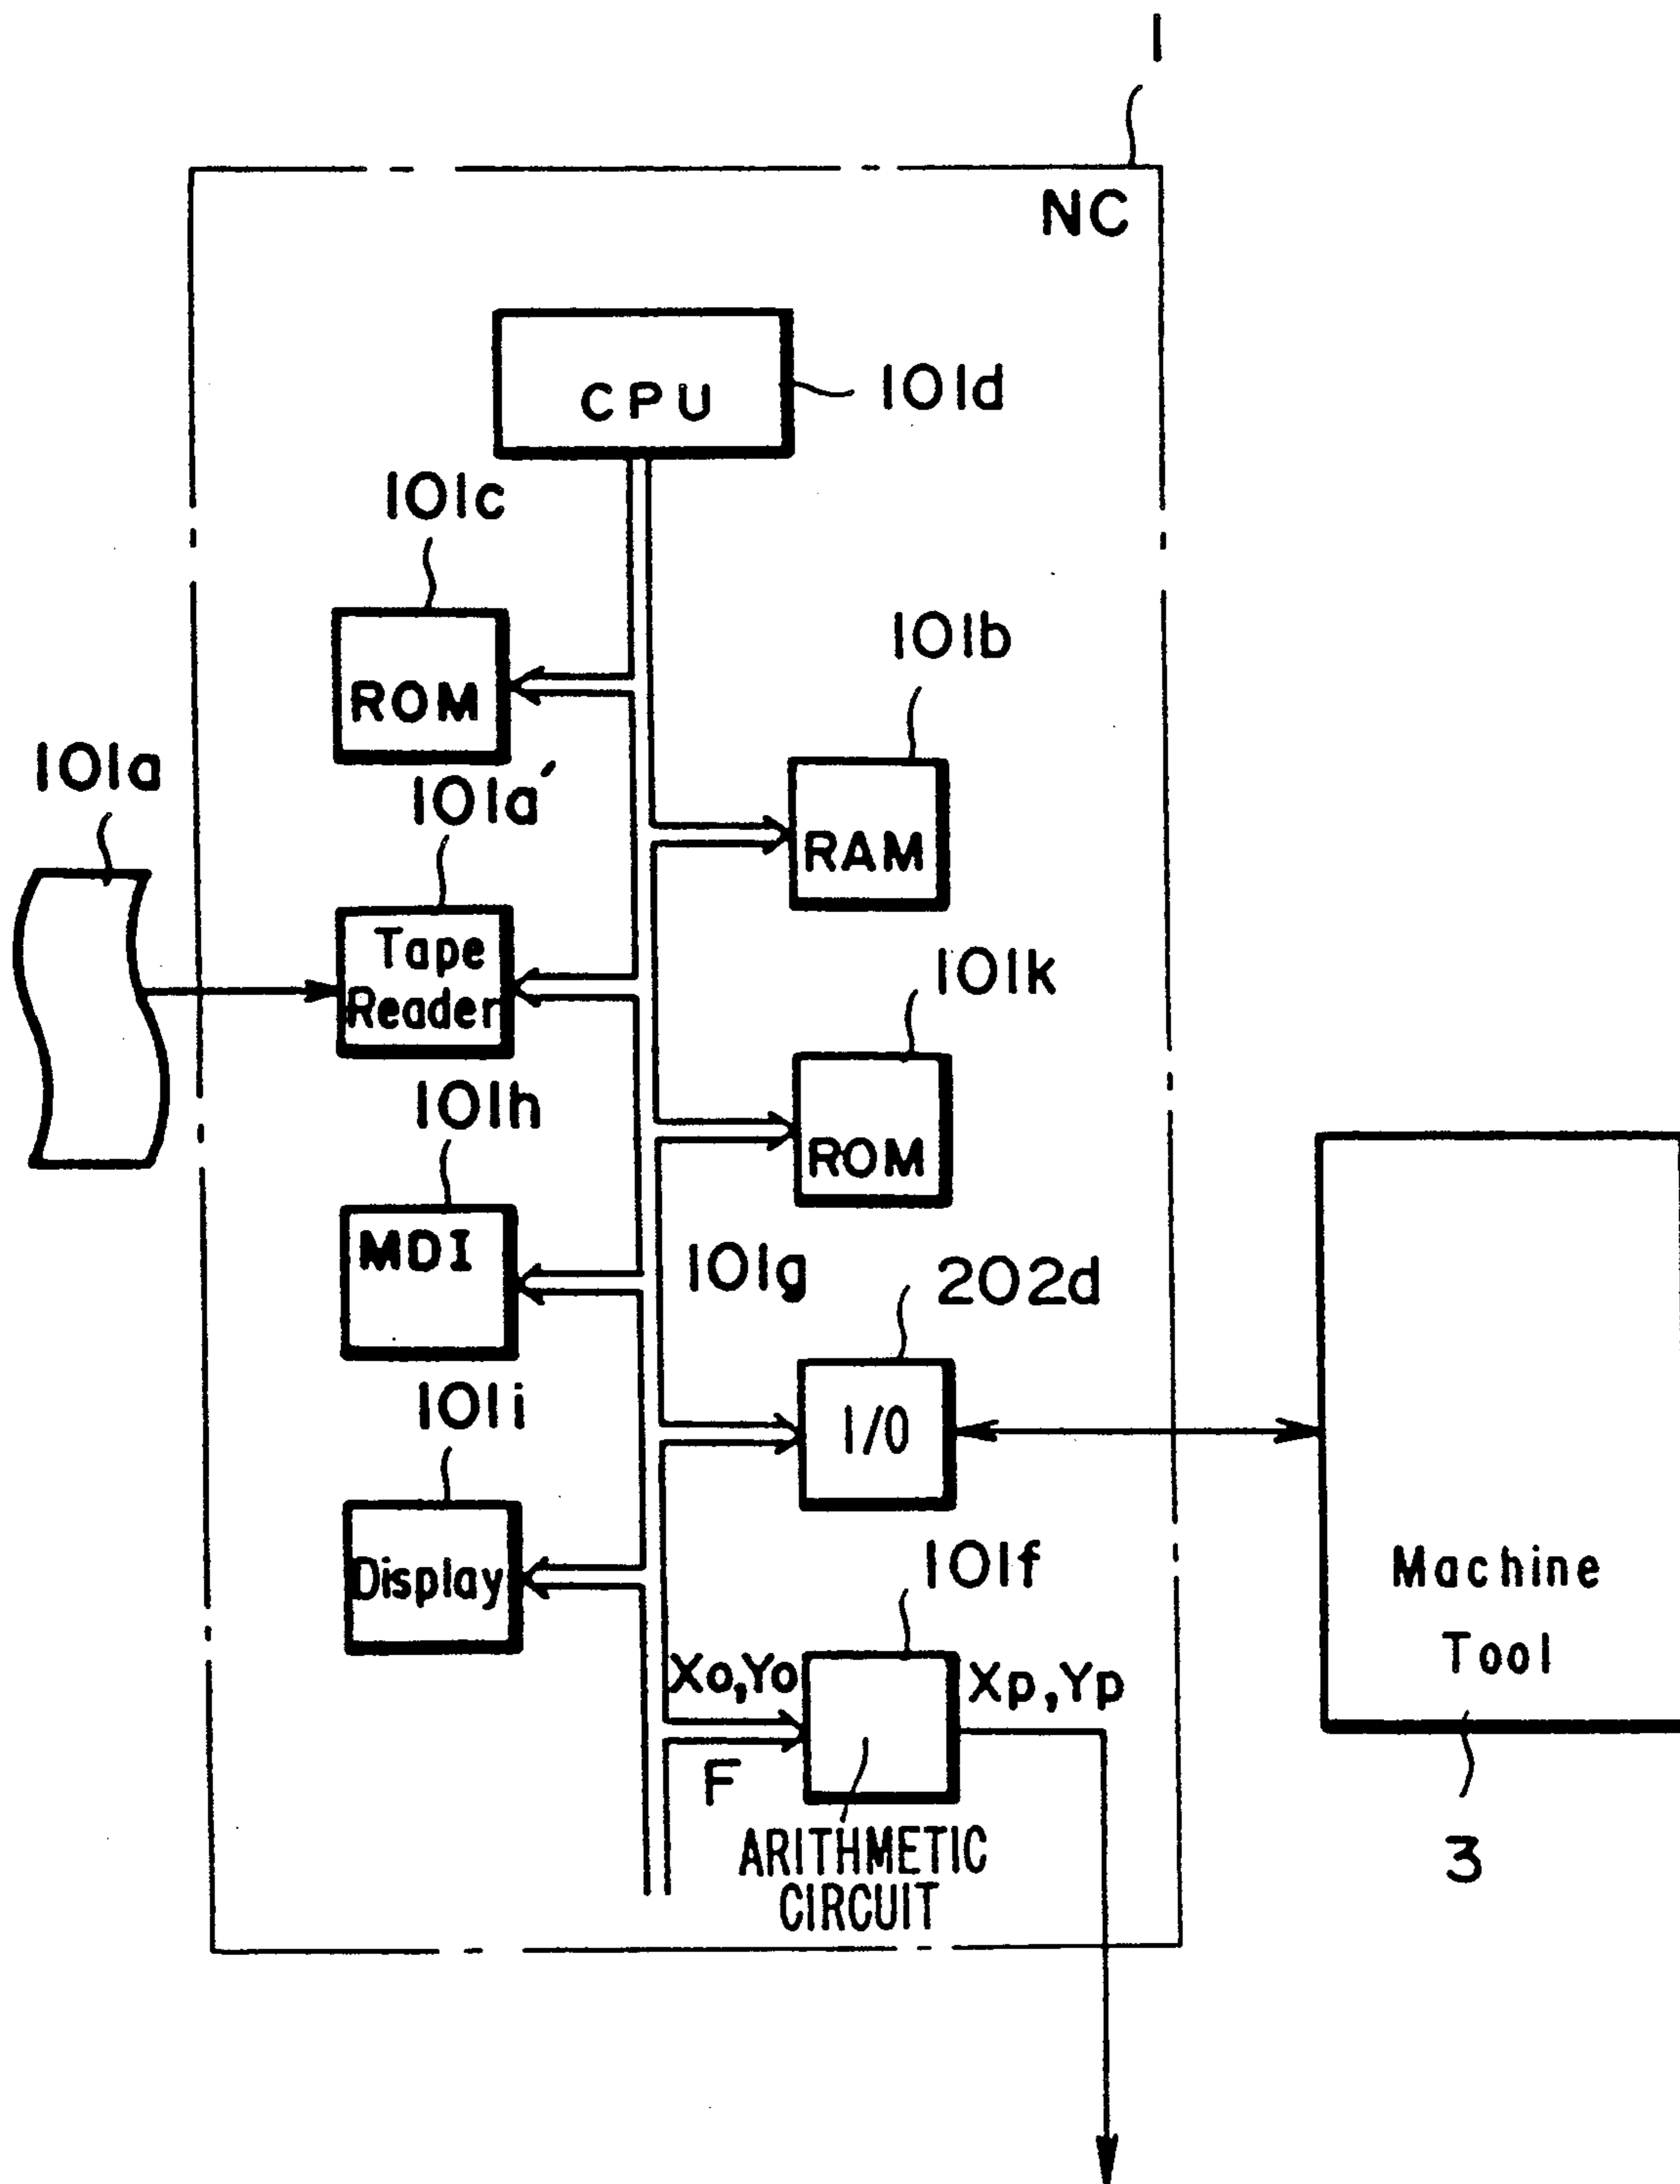 1
NC
CPU
101d
101c
ROM
101b
RAM
101a
101a′
Tape
Reader
101k
ROM
101h
MDI
101g
202d
I/O
101i
Display
Machine
Tool
3
101f
Xo,Yo
Xp,Yp
F
ARITHMETIC
CIRCUIT